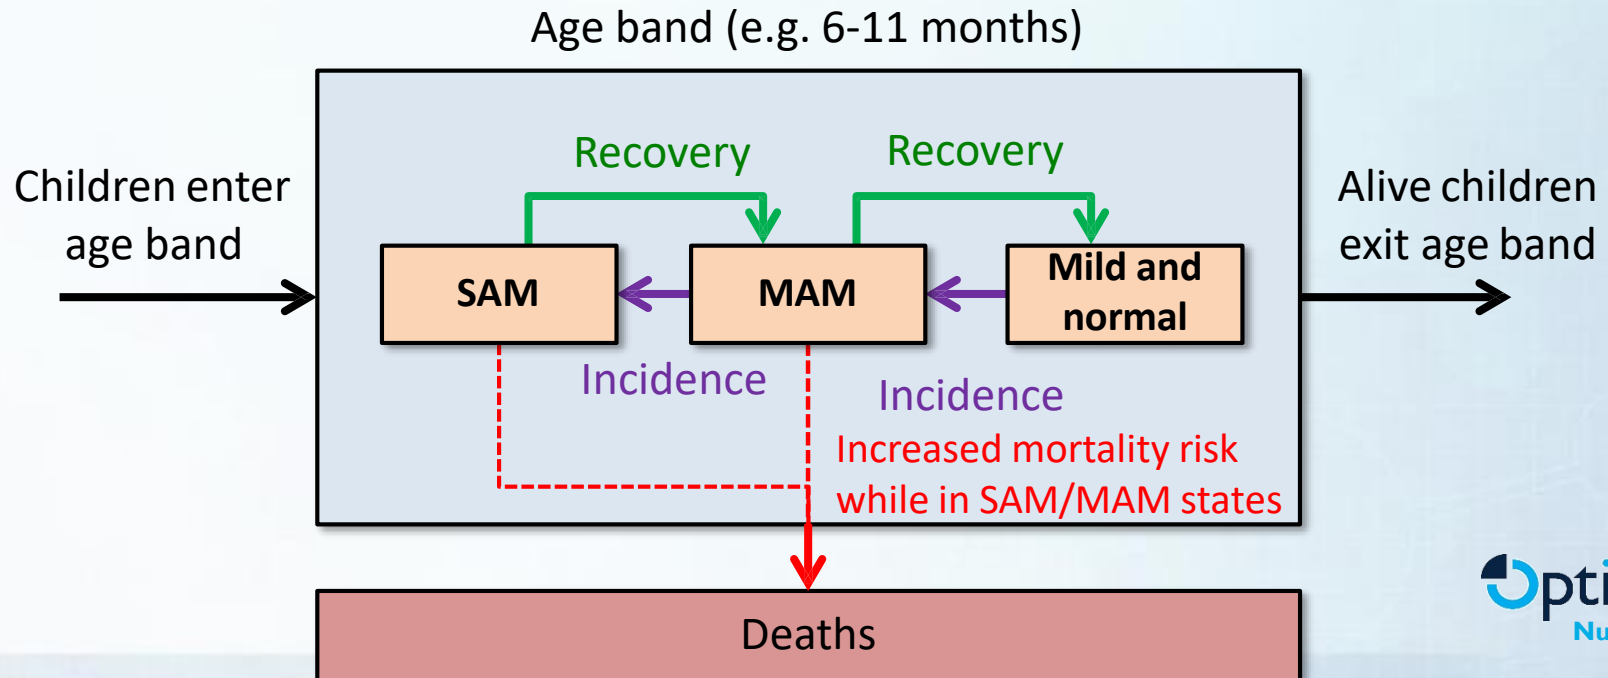 Age band (e.g. 6-11 months)
Recovery
Recovery
Children enter
age band
Alive children
exit age band
SAM
MAM
Mild and
normal
Incidence
Incidence
Increased mortality risk
while in SAM/MAM states
Deaths